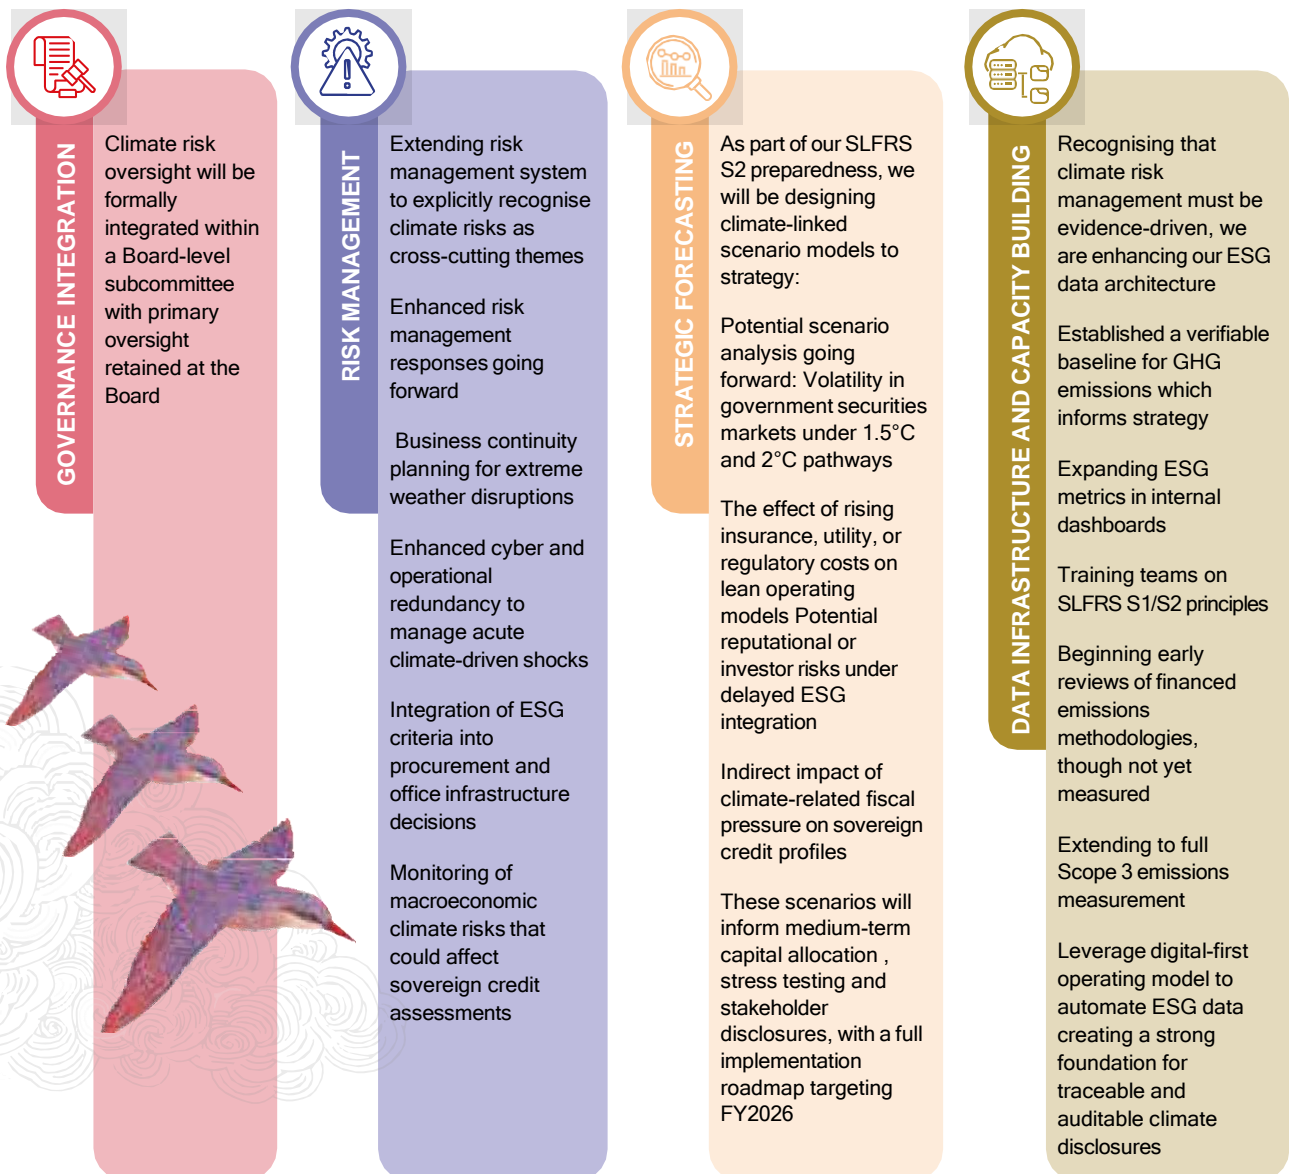 GOVERNANCE INTEGRATION
Climate risk
oversight will be
formally
integrated within
a Board-level
subcommittee
with primary
oversight
retained at the
Board
RISK MANAGEMENT
Extending risk
management system
to explicitly recognise
climate risks as
cross-cutting themes
Enhanced risk
management
responses going
forward
Business continuity
planning for extreme
weather disruptions
Enhanced cyber and
operational
redundancy to
manage acute
climate-driven shocks
Integration of ESG
criteria into
procurement and
office infrastructure
decisions
Monitoring of
macroeconomic
climate risks that
could affect
sovereign credit
assessments
STRATEGIC FORECASTING
As part of our SLFRS
S2 preparedness, we
will be designing
climate-linked
scenario models to
strategy:
Potential scenario
analysis going
forward: Volatility in
government securities
markets under 1.5°C
and 2°C pathways
The effect of rising
insurance, utility, or
regulatory costs on
lean operating
models Potential
reputational or
investor risks under
delayed ESG
integration
Indirect impact of
climate-related fiscal
pressure on sovereign
credit profiles
These scenarios will
inform medium-term
capital allocation ,
stress testing and
stakeholder
disclosures, with a full
implementation
roadmap targeting
FY2026
DATA INFRASTRUCTURE AND CAPACITY BUILDING
Recognising that
climate risk
management must be
evidence-driven, we
are enhancing our ESG
data architecture
Established a verifiable
baseline for GHG
emissions which
informs strategy
Expanding ESG
metrics in internal
dashboards
Training teams on
SLFRS S1/S2 principles
Beginning early
reviews of financed
emissions
methodologies,
though not yet
measured
Extending to full
Scope 3 emissions
measurement
Leverage digital-first
operating model to
automate ESG data
creating a strong
foundation for
traceable and
auditable climate
disclosures